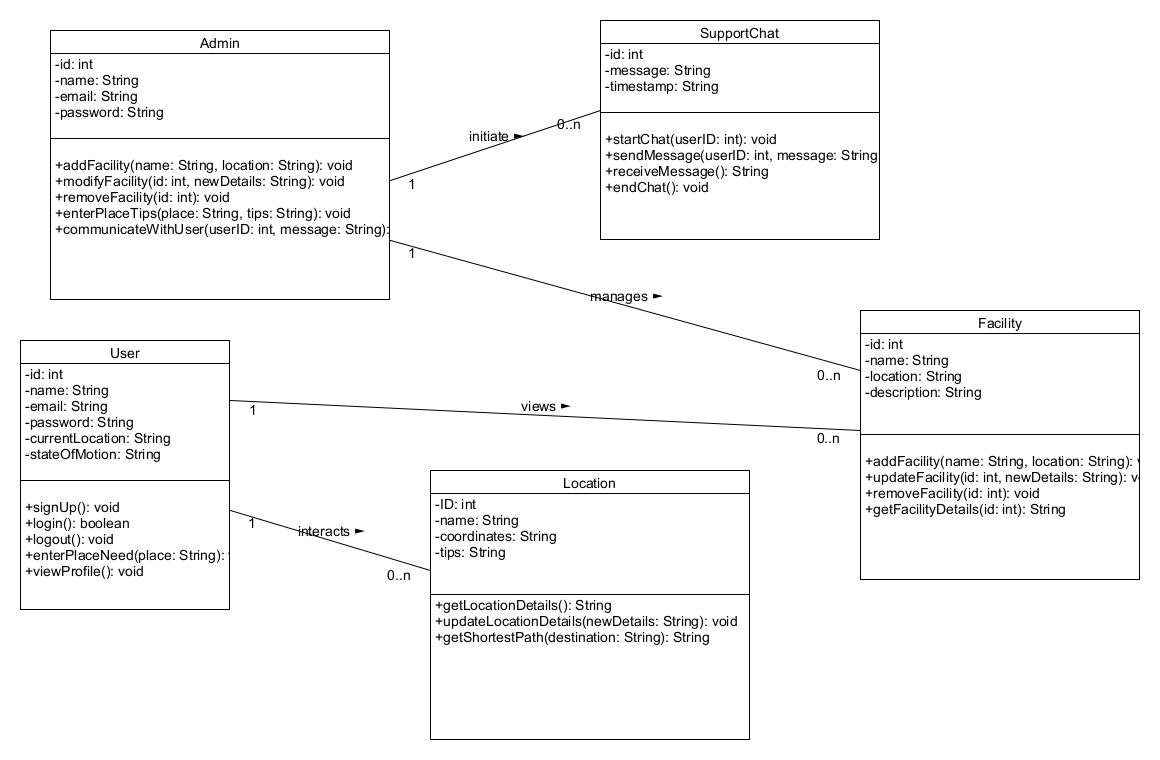 Admin
-id: int
-name: String
-email: String
-password: String
+addFacility(name: String, location: String): void
+modifyFacility(id: int, newDetails: String): void
+removeFacility(id: int): void
+enterPlaceTips(place: String, tips: String): void
+communicateWithUser(userID: int, message: String):
SupportChat
-id: int
-message: String
-timestamp: String
+startChat(userID: int): void
+sendMessage(userID: int, message: String
+receiveMessage(): String
+endChat(): void
initiate ►
0..n
1
1
manages ►
0..n
Facility
-id: int
-name: String
-location: String
-description: String
+addFacility(name: String, location: String):
+updateFacility(id: int, newDetails: String):
+removeFacility(id: int): void
+getFacilityDetails(id: int): String
User
-id: int
-name: String
-email: String
-password: String
-currentLocation: String
-stateOfMotion: String
+signUp(): void
+login(): boolean
+logout(): void
+enterPlaceNeed(place: String):
+viewProfile(): void
1
views ►
0..n
1
interacts ►
0..n
Location
-ID: int
-name: String
-coordinates: String
-tips: String
+getLocationDetails(): String
+updateLocationDetails(newDetails: String): void
+getShortestPath(destination: String): String